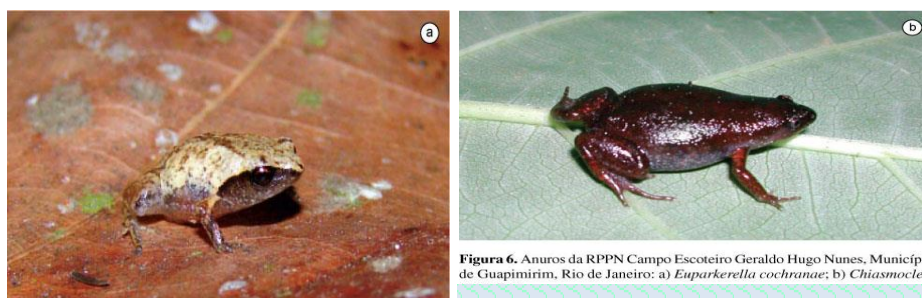 a
b
Figura 6. Anuros da RPPN Campo Escoteiro Geraldo Hugo Nunes, Municíp
de Guapimirim, Rio de Janeiro: a) Euparkerella cochranae; b) Chiasmocle